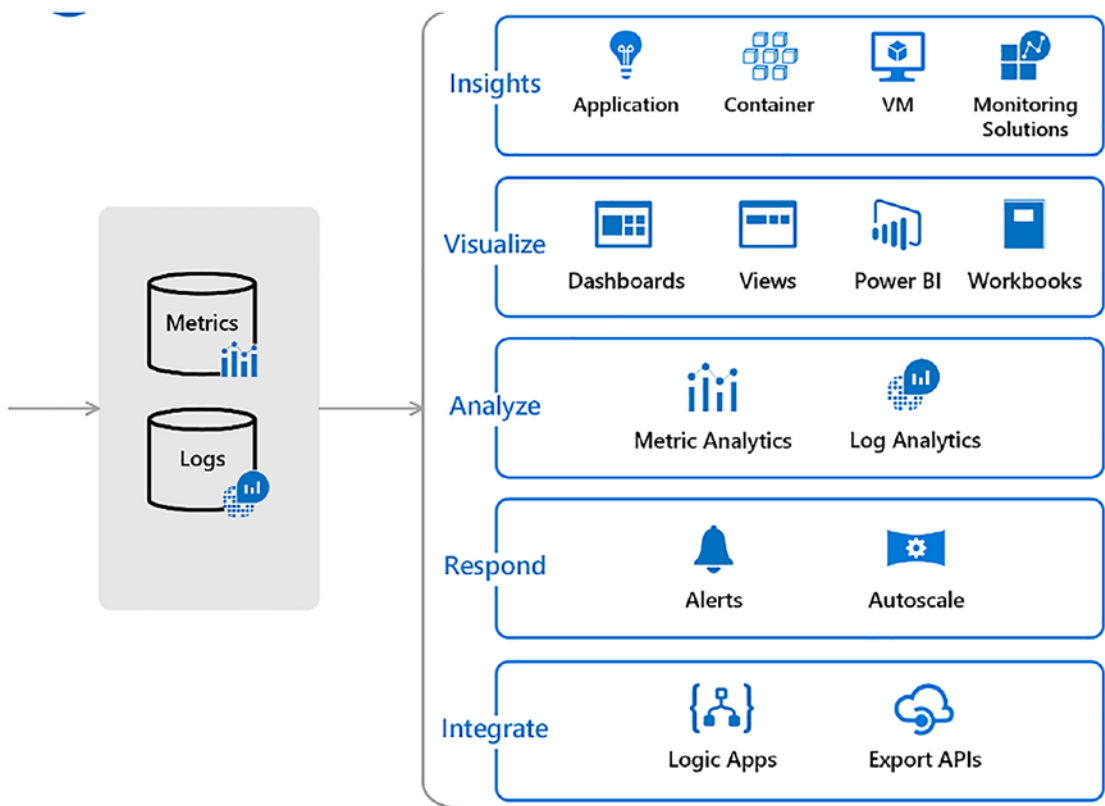 Insights
Application
Container
VM
Monitoring
Solutions
Visualize
Dashboards
Views
Power BI
Workbooks
Metrics
Logs
Analyze
Metric Analytics
Log Analytics
Respond
Alerts
Autoscale
Integrate
Logic Apps
Export APIs